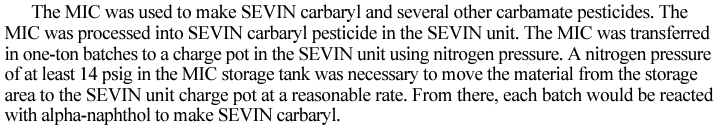 The MIC was used to make SEVIN carbaryl and several other carbamate pesticides. The
MIC was processed into SEVIN carbaryl pesticide in the SEVIN unit. The MIC was transferred
in one-ton batches to a charge pot in the SEVIN unit using nitrogen pressure. A nitrogen pressure
of at least 14 psig in the MIC storage tank was necessary to move the material from the storage
area to the SEVIN unit charge pot at a reasonable rate. From there, each batch would be reacted
with alpha-naphthol to make SEVIN carbaryl.